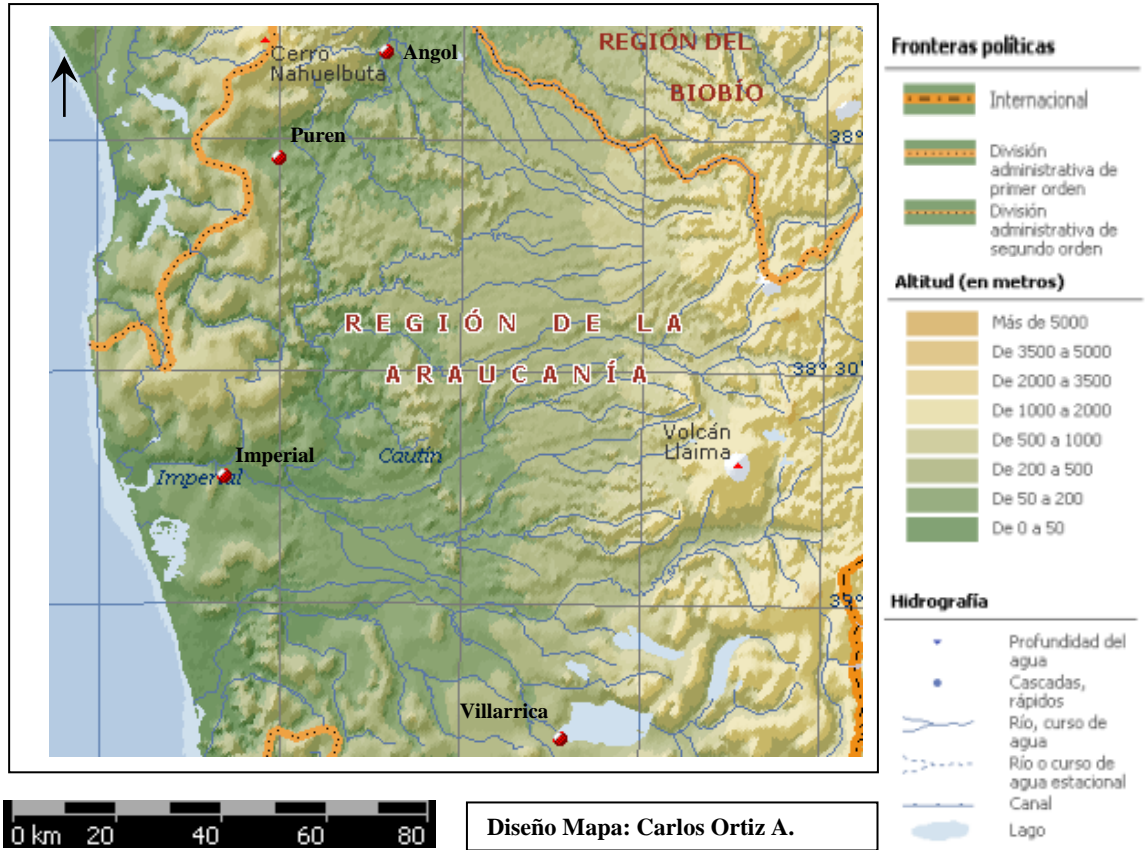 REGIÓN DEL
BIOBÍO
Cerro
Nahuelbuta
Angol
Puren
38°
REGIÓN DE LA
ARAUCANÍA
38° 30'
Volcán
Llaima
Imperial
Imperial
Cautín
39°
Villarrica
Fronteras políticas
Internacional
División
administrativa de
primer orden
División
administrativa de
segundo orden
Altitud (en metros)
Más de 5000
De 3500 a 5000
De 2000 a 3500
De 1000 a 2000
De 500 a 1000
De 200 a 500
De 50 a 200
De 0 a 50
Hidrografía
Profundidad del
agua
Cascadas,
rápidos
Río, curso de
agua
Río o curso de
agua estacional
Canal
Lago
0 km 20 40 60 80
Diseño Mapa: Carlos Ortiz A.